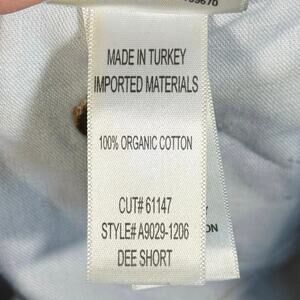 MADE IN TURKEY
IMPORTED MATERIALS
100% ORGANIC COTTON
CUT# 61147
STYLE# A9029-1206
DEE SHORT